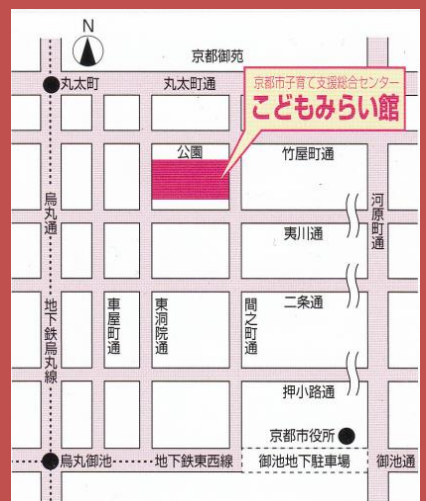 N
京都御苑
丸太町
丸太町通
京都市子育て支援総合センター
こどもみらい館
公園
竹屋町通
烏丸通
河原町通
夷川通
地下鉄烏丸線
車屋町通
東洞院通
間之町通
二条通
押小路通
京都市役所
烏丸御池
地下鉄東西線
御池地下駐車場
御池通